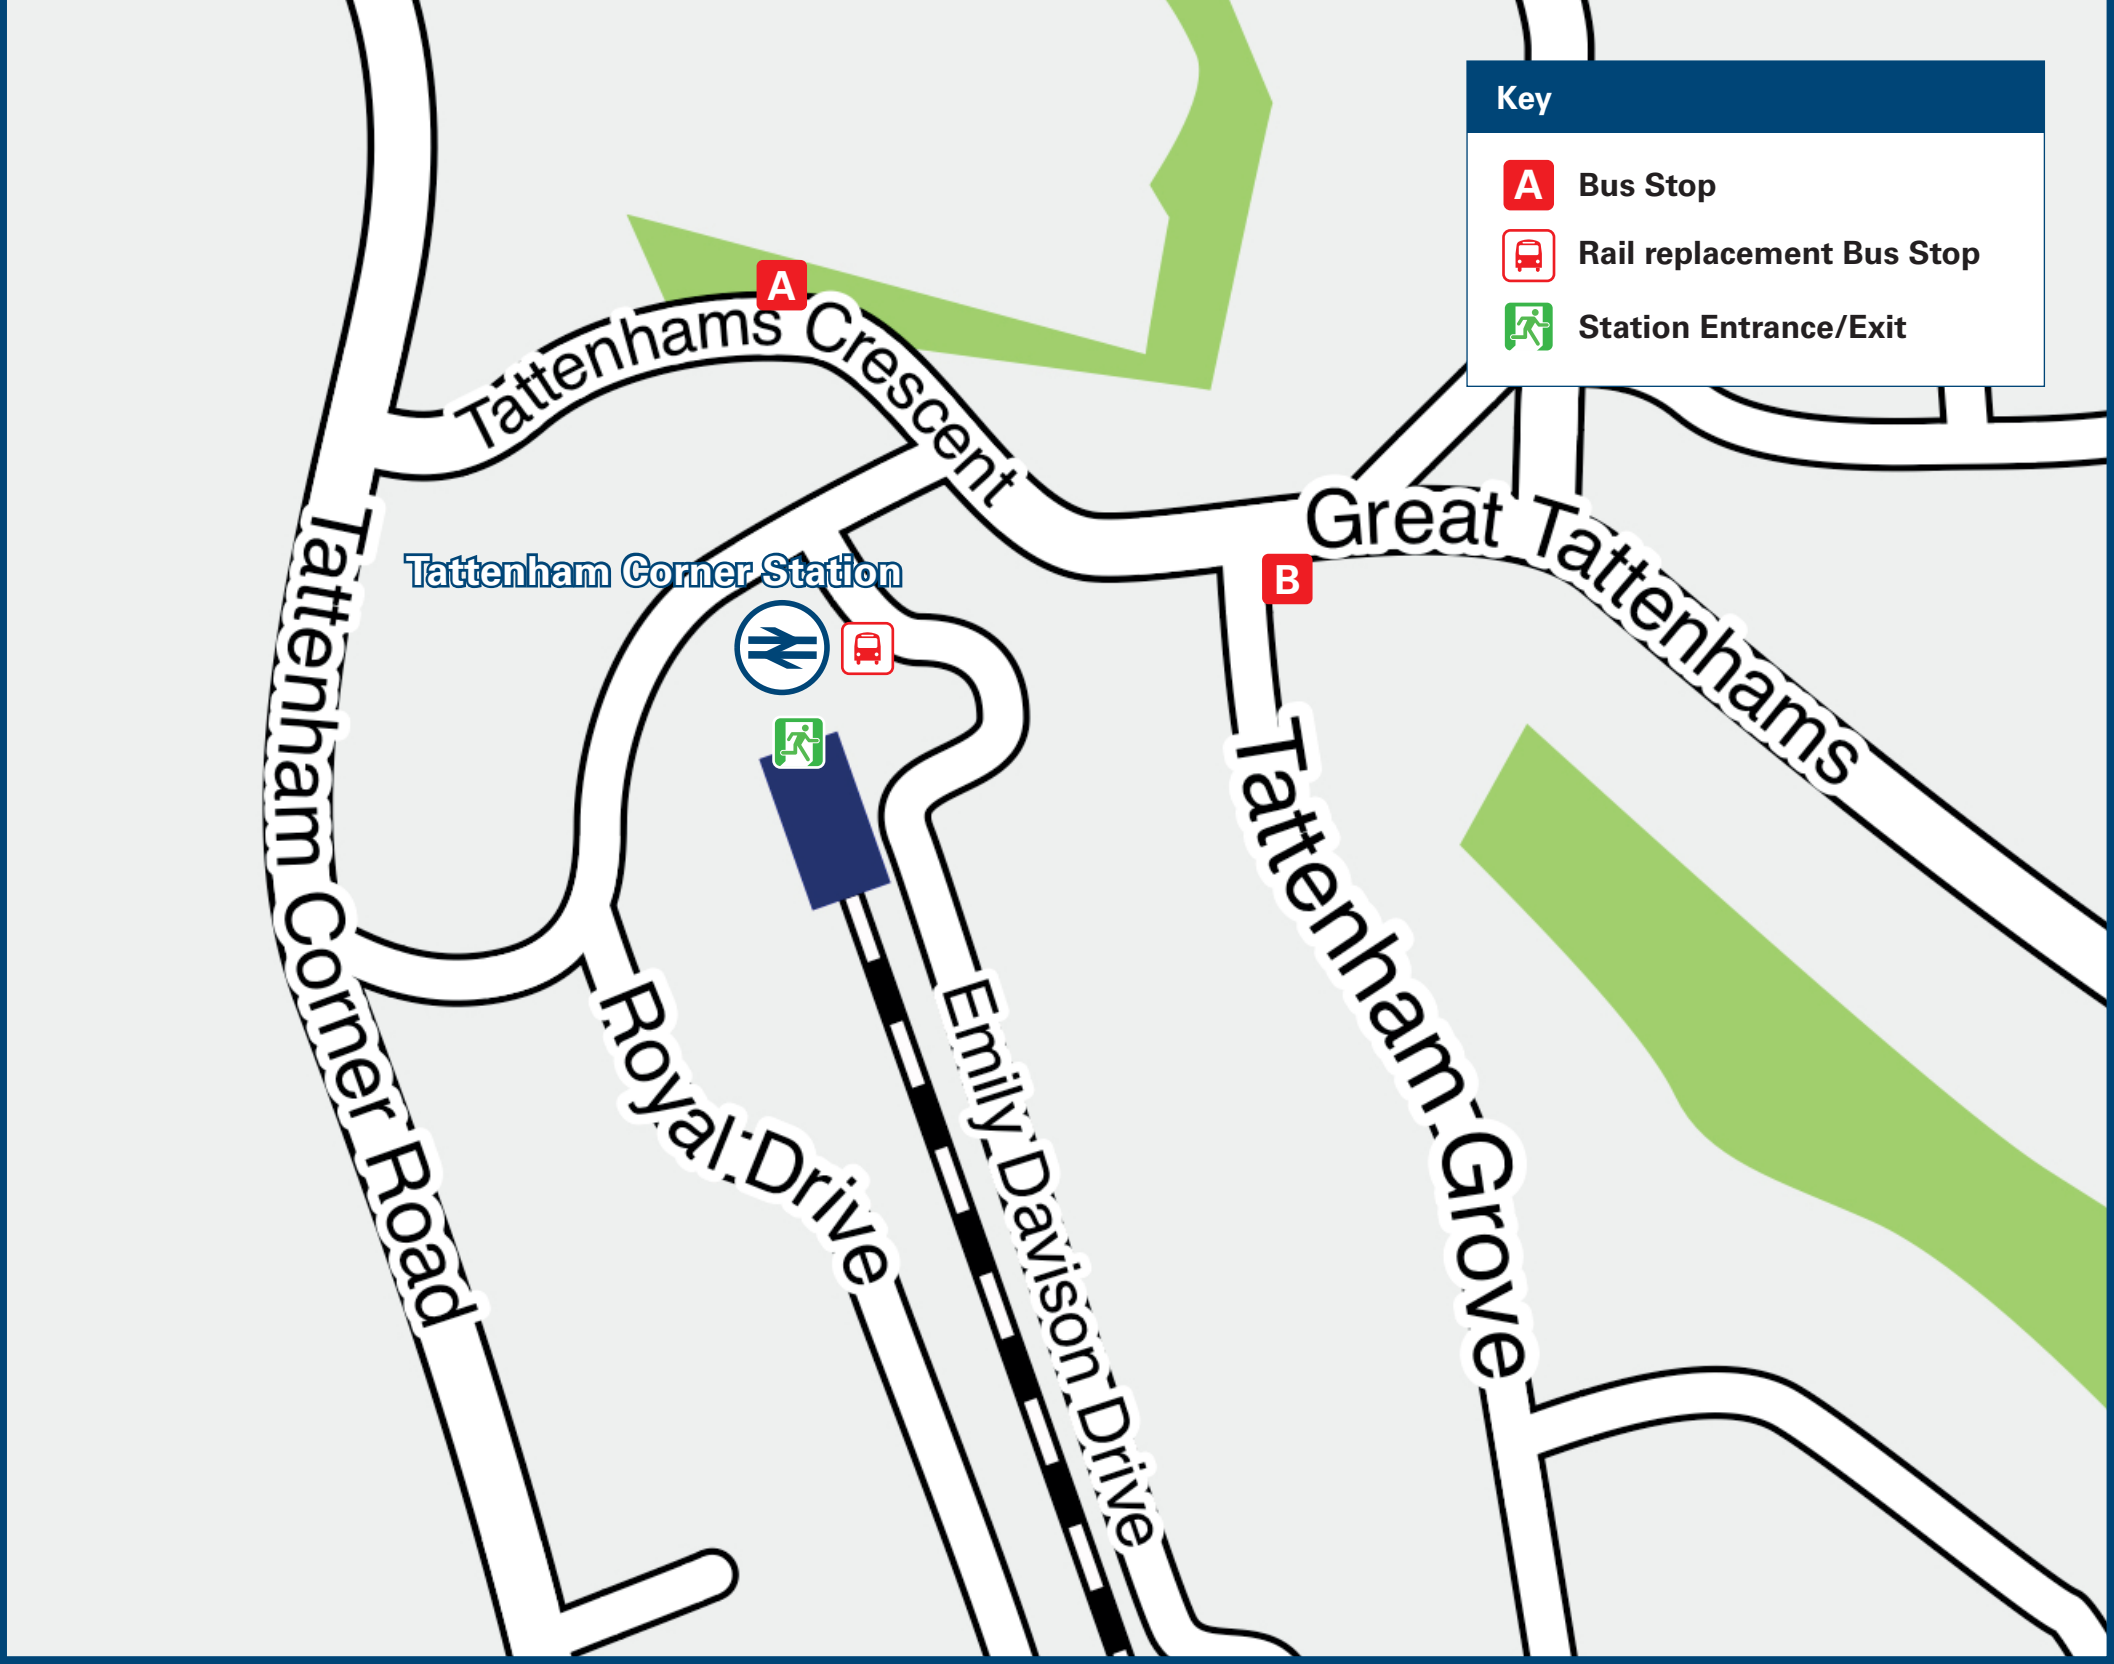 Key
A Bus Stop
Rail replacement Bus Stop
Station Entrance/Exit
A
Tattenhams Crescent
Great Tattenhams
B
Tattenham Corner Station
Tattenham Corner Road
Tattenham Grove
Royal Drive
Emily Davison Drive